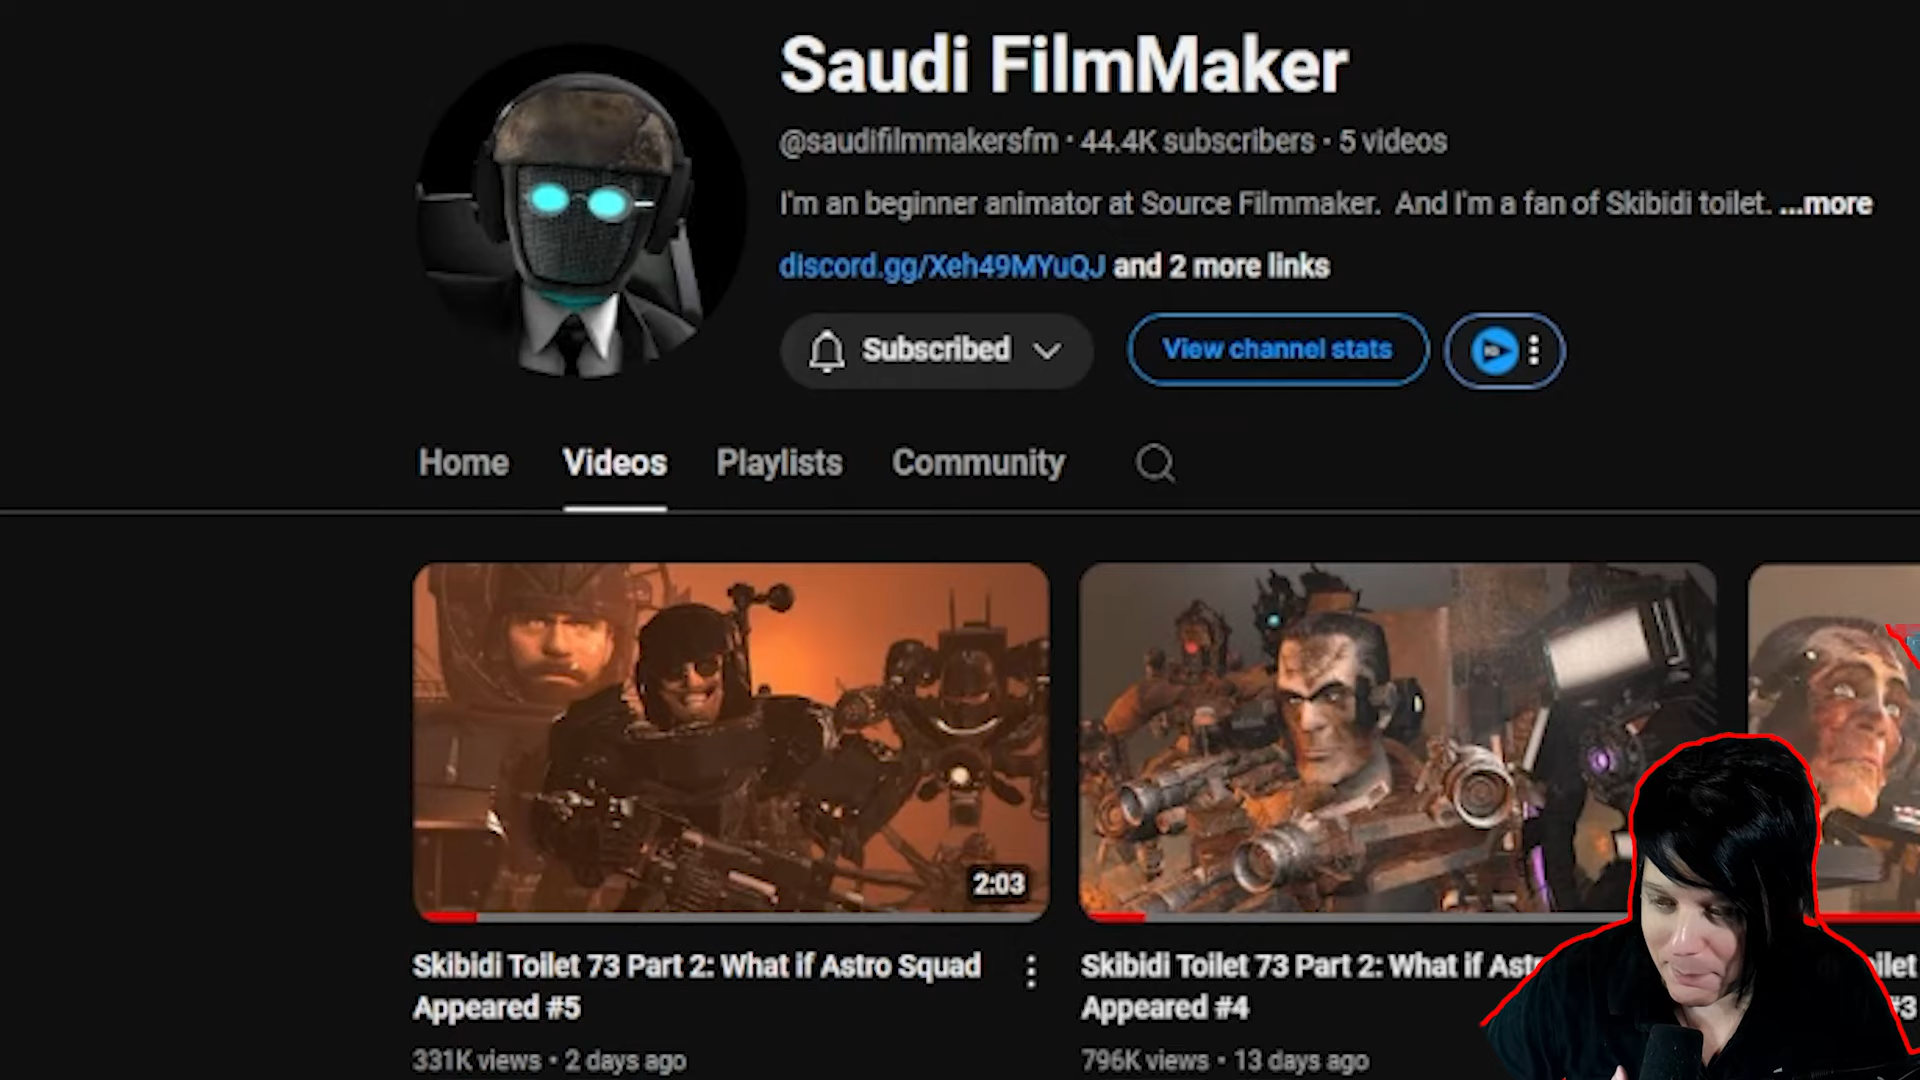 Saudi FilmMaker
@saudifilmmakersfm · 44.4K subscribers · 5 videos
I'm an beginner animator at Source Filmmaker. And I'm a fan of Skibidi toilet. ...more
discord.gg/Xeh49MYuQJ and 2 more links
Subscribed
View channel stats
Home Videos Playlists Community
2:03
Skibidi Toilet 73 Part 2: What if Astro Squad
Appeared #5
331K views · 2 days ago
Skibidi Toilet 73 Part 2: What if Ast
Appeared #4
796K views · 13 days ago
ilet
#3